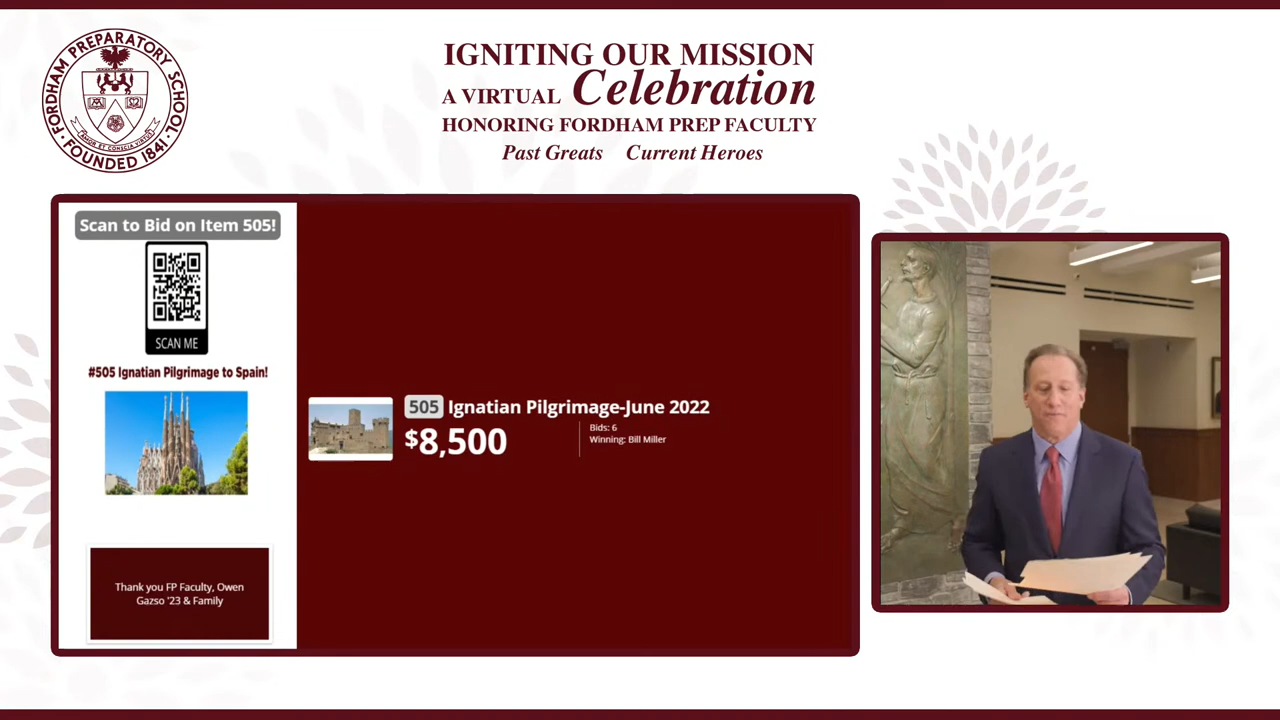 FORDHAM PREPARATORY SCHOOL
FOUNDED 1841
IGNITING OUR MISSION
A VIRTUAL Celebration
HONORING FORDHAM PREP FACULTY
Past Greats Current Heroes
Scan to Bid on Item 505!
SCAN ME
#505 Ignatian Pilgrimage to Spain!
505 Ignatian Pilgrimage-June 2022
$8,500
Bids: 6
Winning: Bill Miller
Thank you FP Faculty, Owen
Gazso '23 & Family